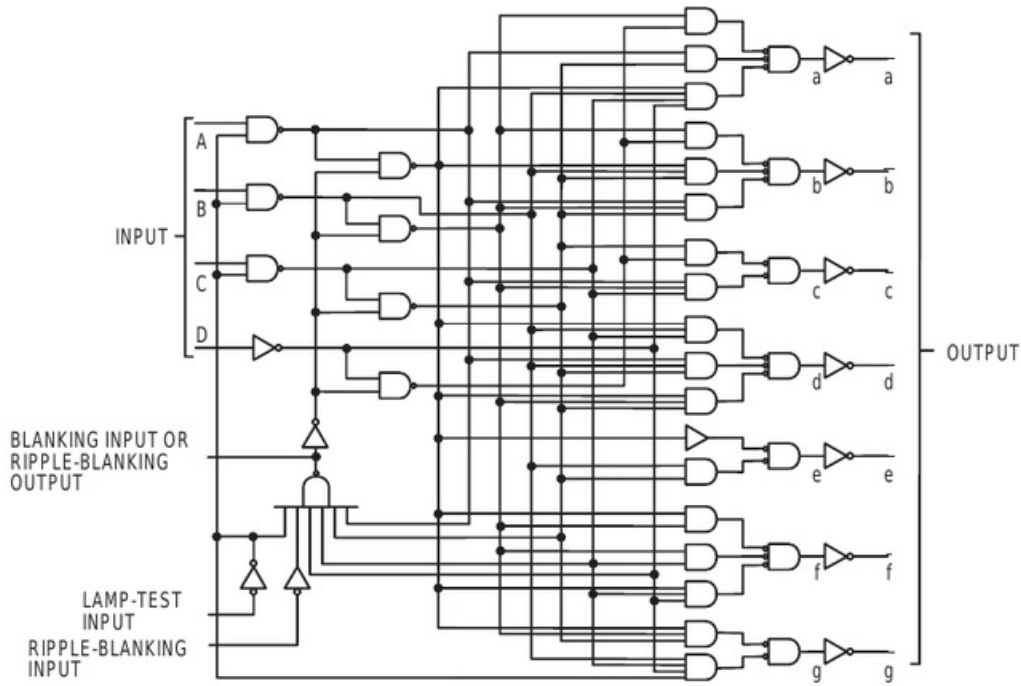 a
a
A
b
b
B
INPUT
C
c
c
D
OUTPUT
d
d
BLANKING INPUT OR
RIPPLE-BLANKING
OUTPUT
e
e
f
f
LAMP-TEST
INPUT
RIPPLE-BLANKING
INPUT
g
g